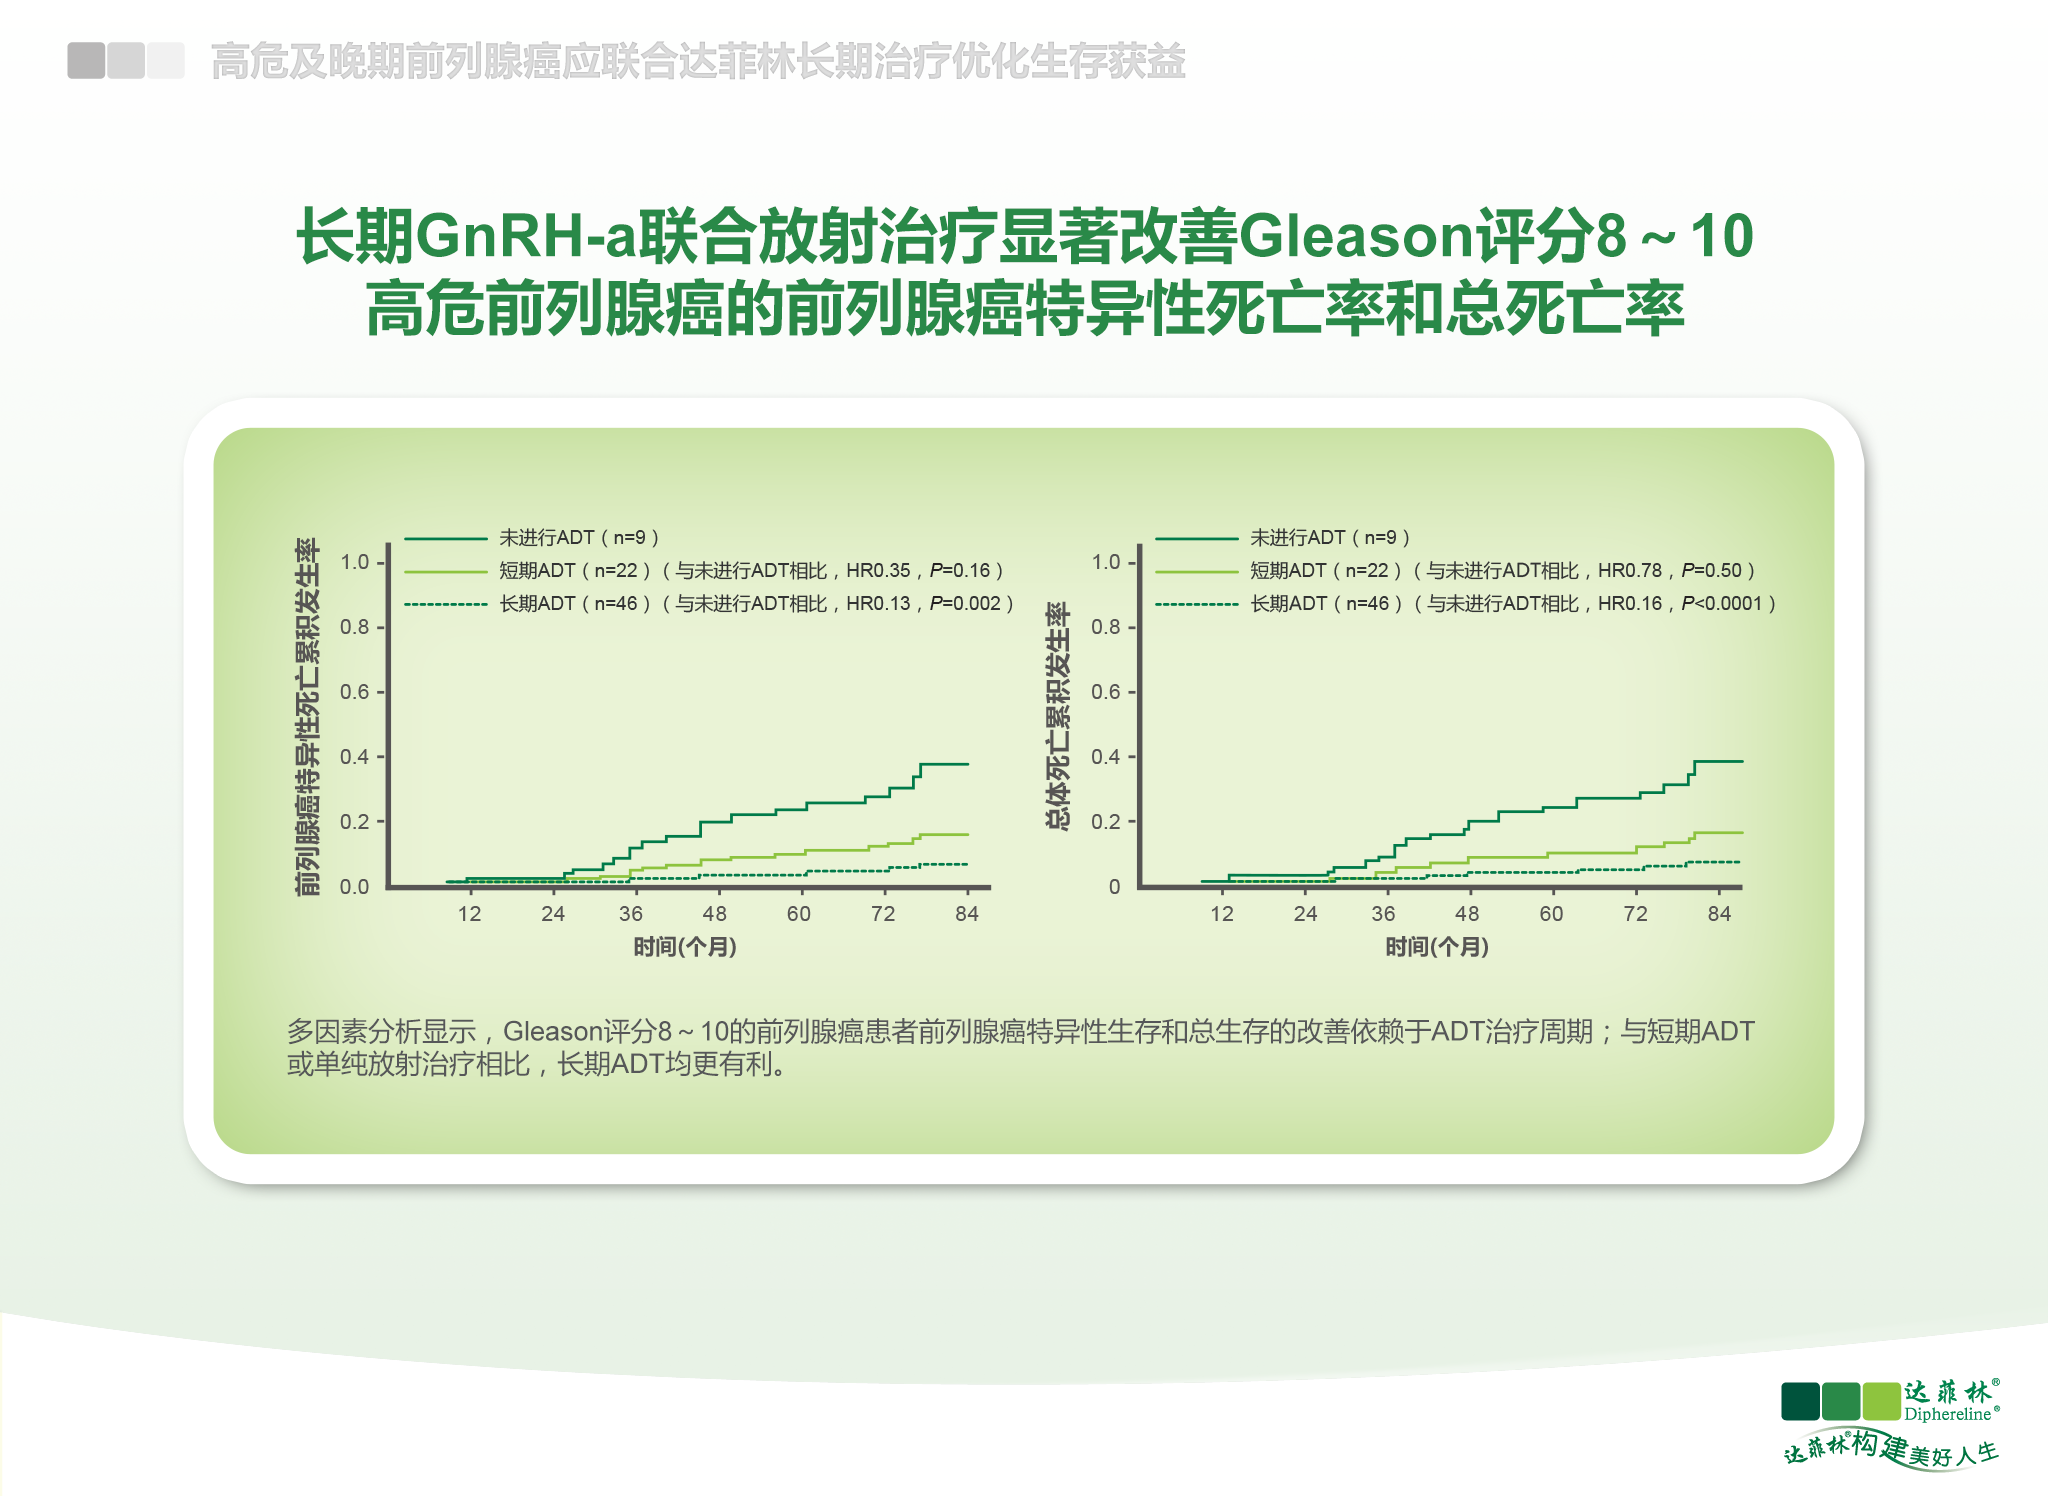 高危及晚期前列腺癌应联合达菲林长期治疗优化生存获益
长期GnRH-a联合放射治疗显著改善Gleason评分8～10
高危前列腺癌的前列腺癌特异性死亡率和总死亡率
前列腺癌特异性死亡累积发生率
1.0
0.8
0.6
0.4
0.2
0.0
未进行ADT（n=9）
短期ADT（n=22）（与未进行ADT相比，HR0.35，P=0.16）
长期ADT（n=46）（与未进行ADT相比，HR0.13，P=0.002）
12 24 36 48 60 72 84
时间(个月)
总体死亡累积发生率
1.0
0.8
0.6
0.4
0.2
0
未进行ADT（n=9）
短期ADT（n=22）（与未进行ADT相比，HR0.78，P=0.50）
长期ADT（n=46）（与未进行ADT相比，HR0.16，P<0.0001）
12 24 36 48 60 72 84
时间(个月)
多因素分析显示，Gleason评分8～10的前列腺癌患者前列腺癌特异性生存和总生存的改善依赖于ADT治疗周期；与短期ADT
或单纯放射治疗相比，长期ADT均更有利。
达菲林®
Diphereline®
达菲林®构建美好人生